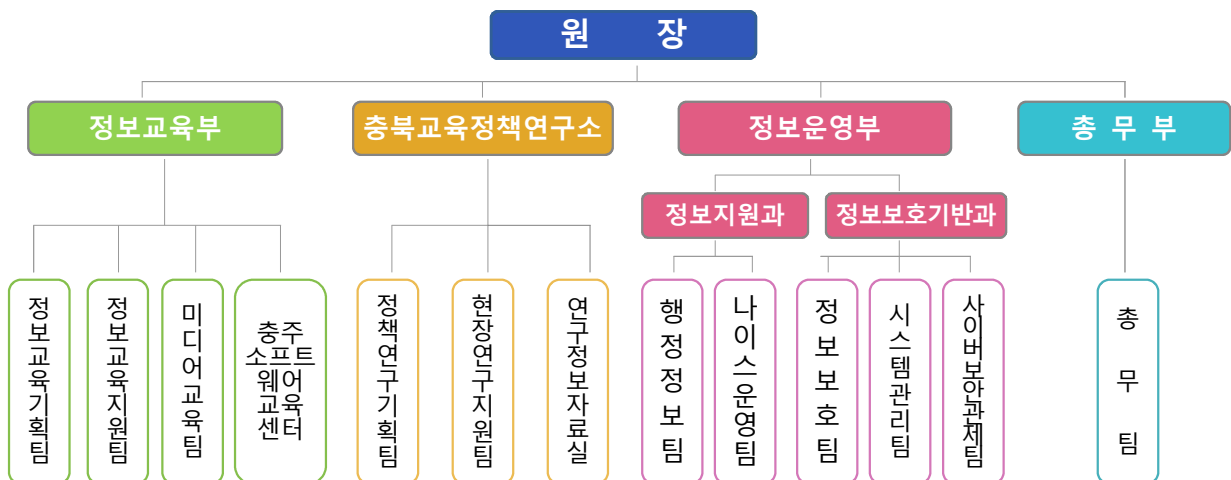 원 장
정보교육부
충북교육정책연구소
정보운영부
총 무 부
정보지원과
정보보호기반과
정보교육기획팀
정보교육지원팀
미디어교육팀
충주
소프트
웨어
교육
센터
정책연구기획팀
현장연구지원팀
연구정보자료실
행정정보팀
나이스운영팀
정보보호팀
시스템관리팀
사이버보안관제팀
총 무 팀